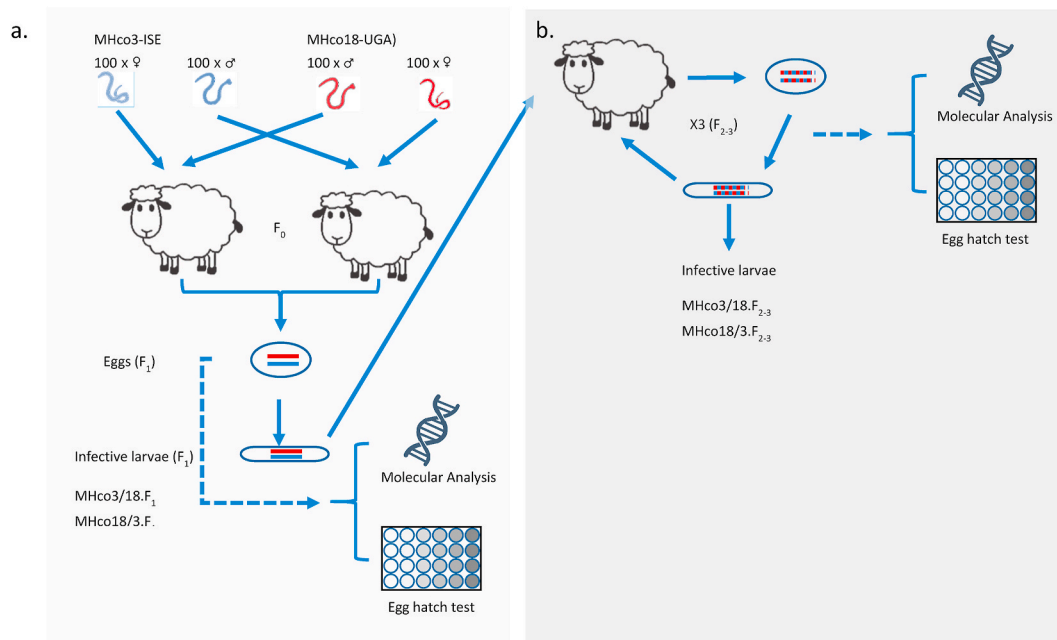 a.
MHco3-ISE
MHco18-UGA)
100 x ♀
100 x ♂
100 x ♂
100 x ♀
F₀
Eggs (F₁)
Infective larvae (F₁)
MHco3/18.F₁
MHco18/3.F.
Molecular Analysis
Egg hatch test
b.
X3 (F₂₋₃)
Molecular Analysis
Egg hatch test
Infective larvae
MHco3/18.F₂₋₃
MHco18/3.F₂₋₃